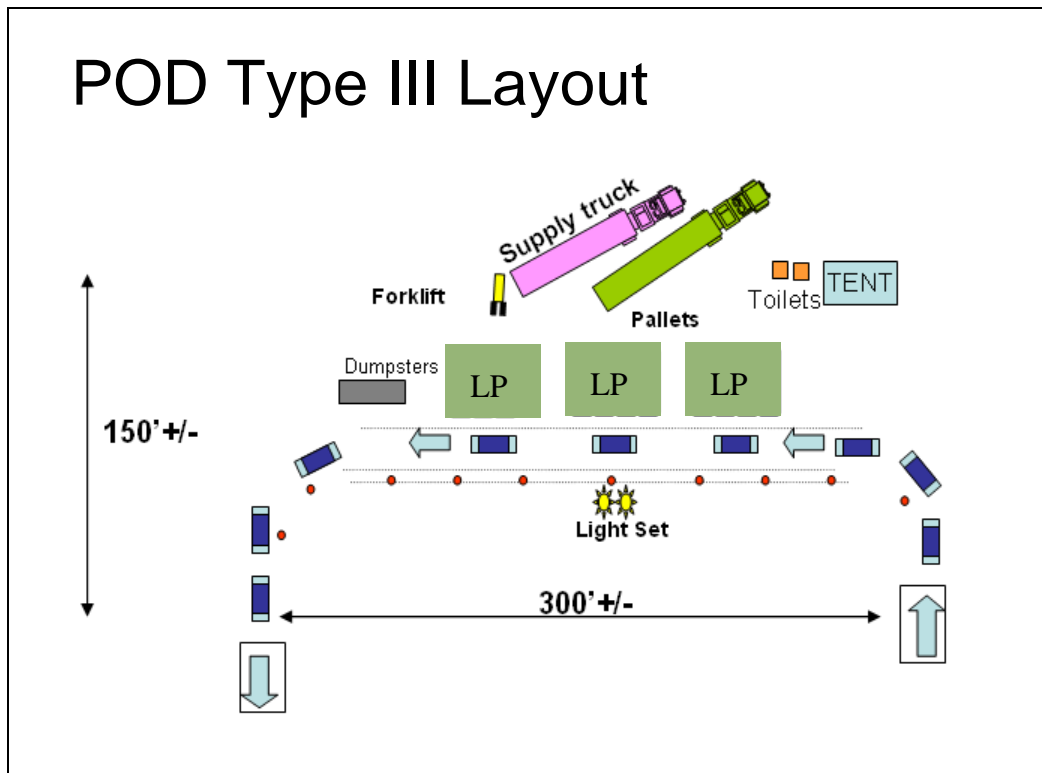 POD Type III Layout
Supply truck
Forklift
Pallets
Toilets
TENT
Dumpsters
LP
LP
LP
150'+/-
Light Set
300'+/-